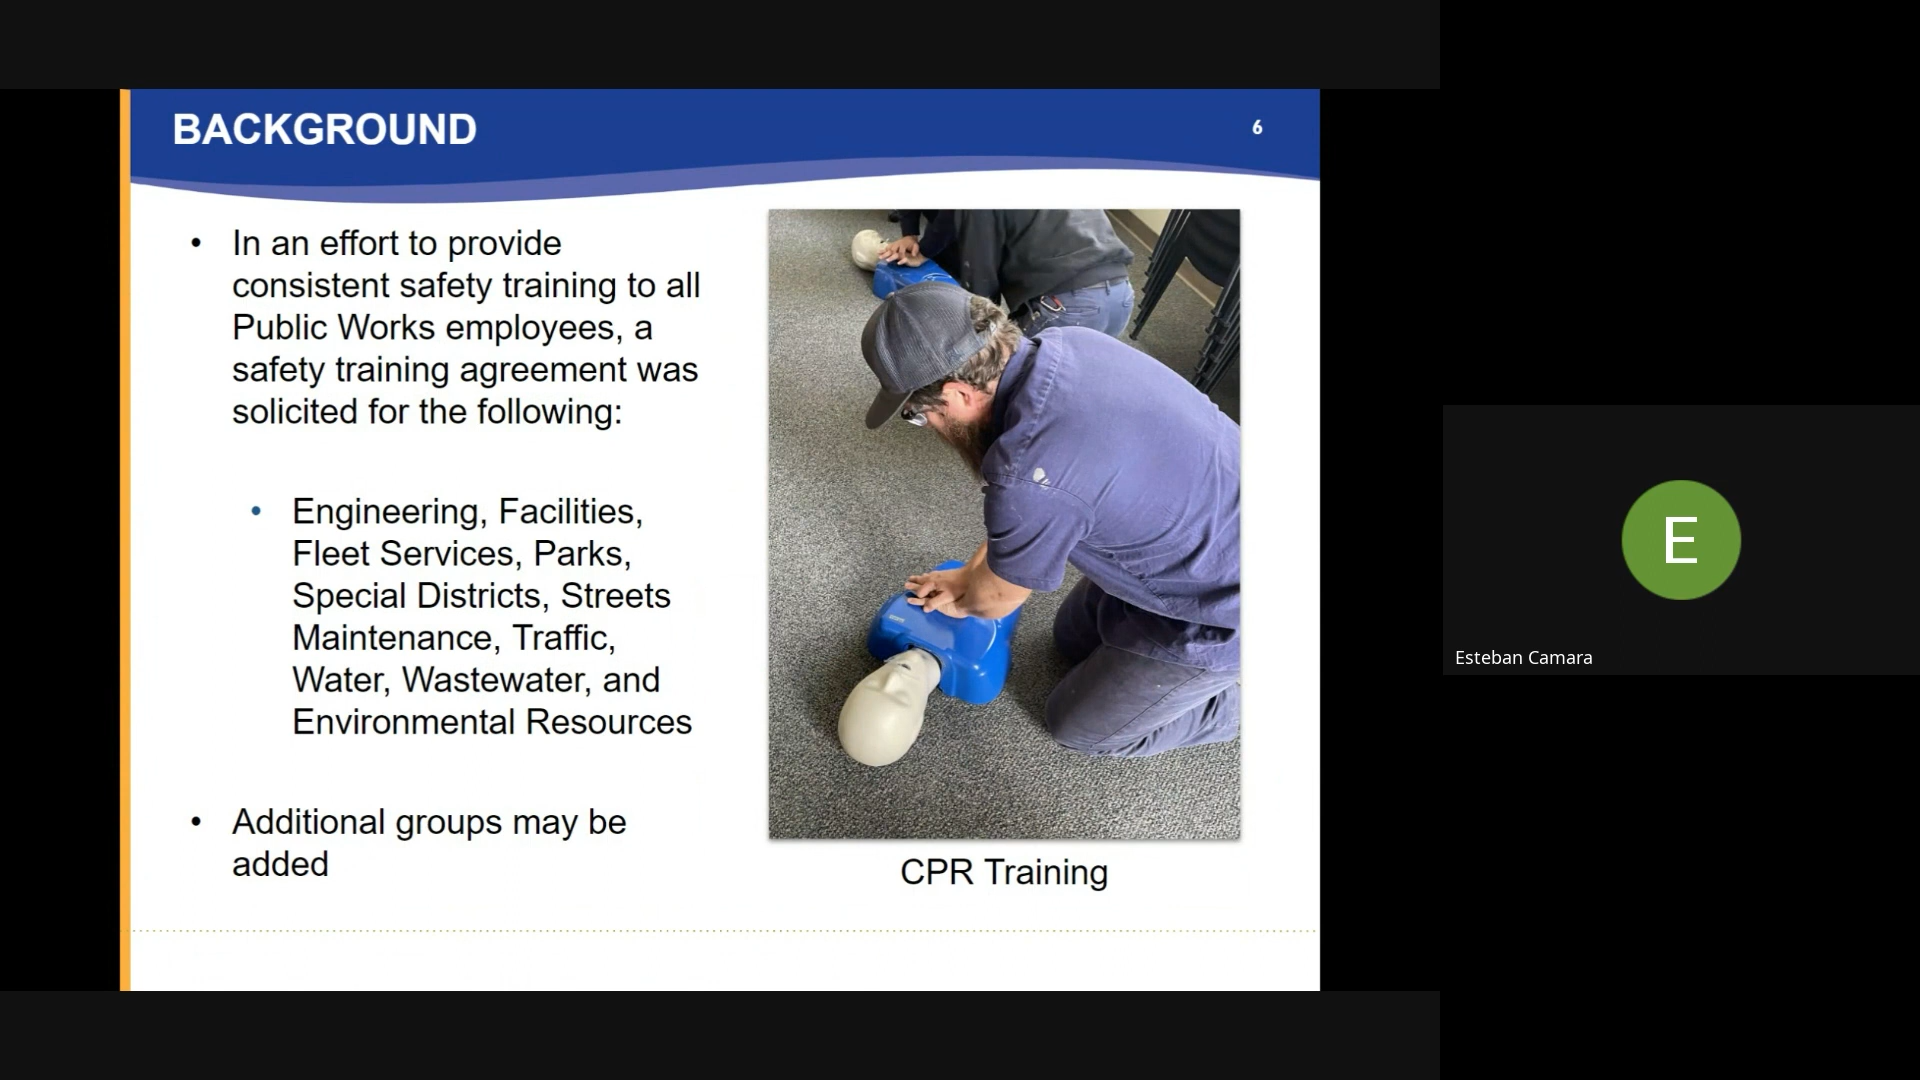 BACKGROUND
6
• In an effort to provide
consistent safety training to all
Public Works employees, a
safety training agreement was
solicited for the following:
• Engineering, Facilities,
Fleet Services, Parks,
Special Districts, Streets
Maintenance, Traffic,
Water, Wastewater, and
Environmental Resources
• Additional groups may be
added
CPR Training
E
Esteban Camara